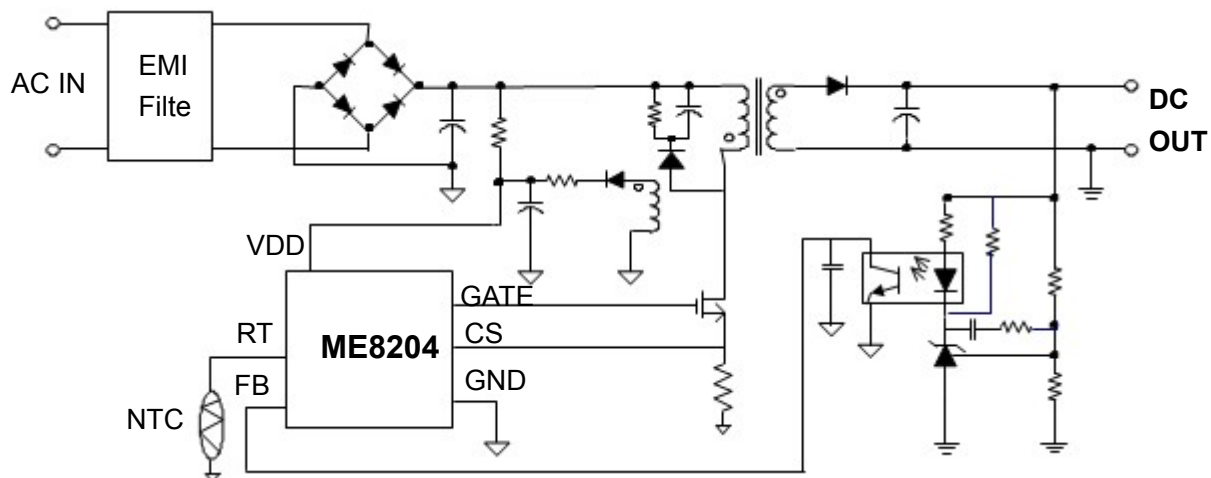 AC IN
EMI
Filte
DC
OUT
VDD
GATE
RT
ME8204
CS
FB
GND
NTC